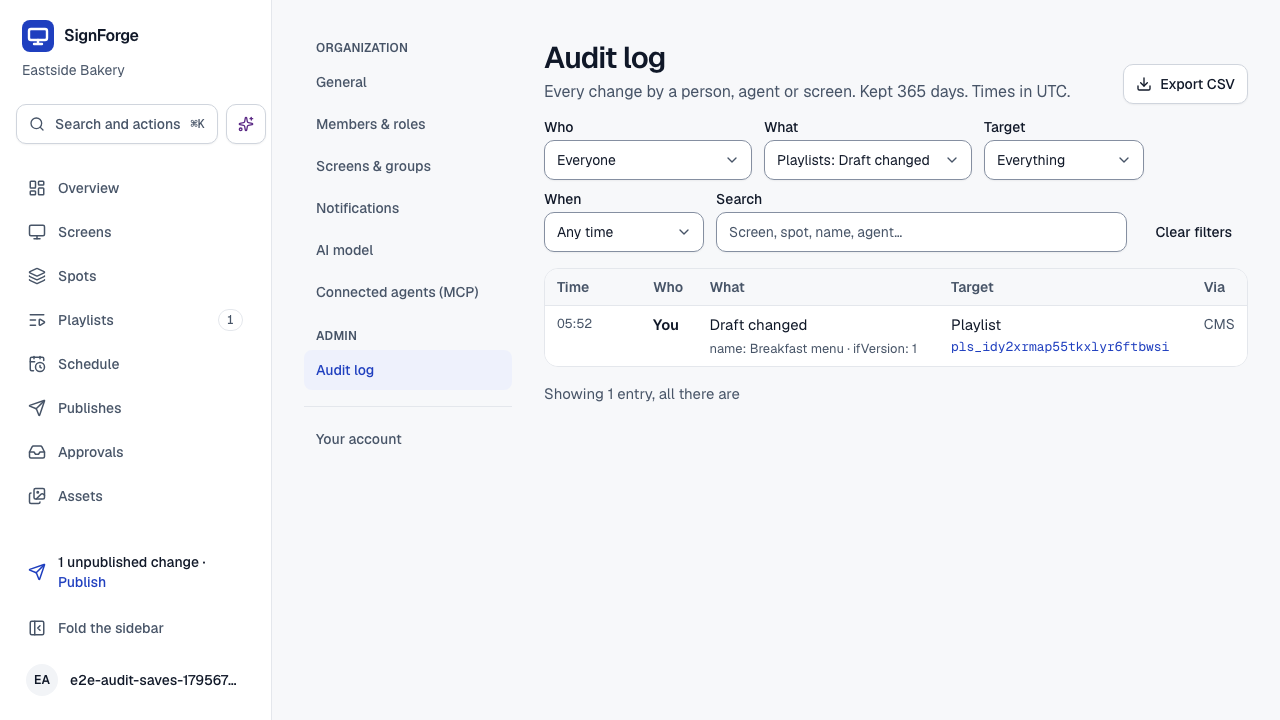 SignForge
Eastside Bakery
Search and actions ⌘K
Overview
Screens
Spots
Playlists 1
Schedule
Publishes
Approvals
Assets
1 unpublished change ·
Publish
Fold the sidebar
EA e2e-audit-saves-179567…
ORGANIZATION
General
Members & roles
Screens & groups
Notifications
AI model
Connected agents (MCP)
ADMIN
Audit log
Your account
Audit log
Every change by a person, agent or screen. Kept 365 days. Times in UTC.
Export CSV
Who What Target
Everyone Playlists: Draft changed Everything
When Search
Any time Screen, spot, name, agent… Clear filters
Time Who What Target Via
05:52 You Draft changed Playlist CMS
name: Breakfast menu · ifVersion: 1 pls_idy2xrmap55tkxlyr6ftbwsi
Showing 1 entry, all there are